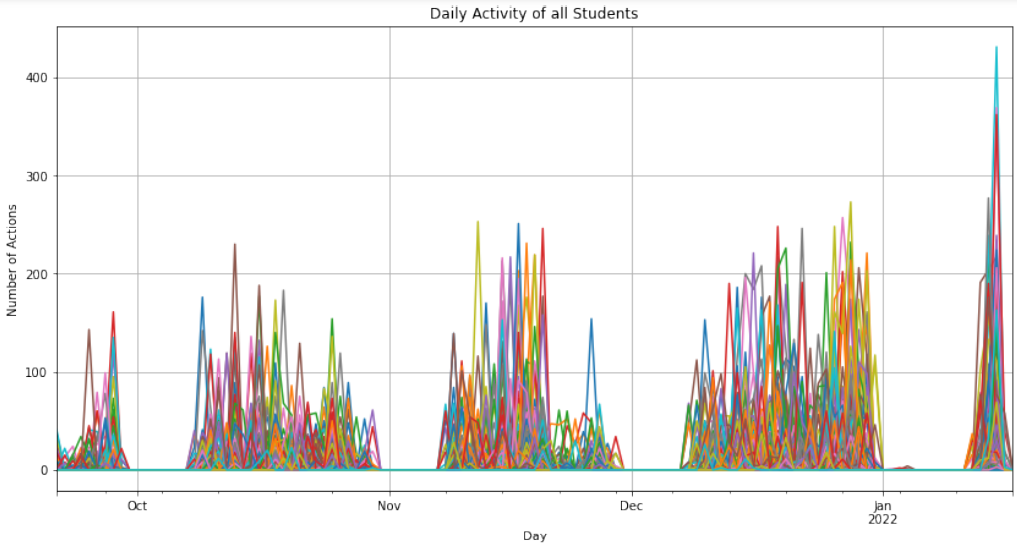 Daily Activity of all Students
Number of Actions
400
300
200
100
0
Oct
Nov
Dec
Jan
2022
Day